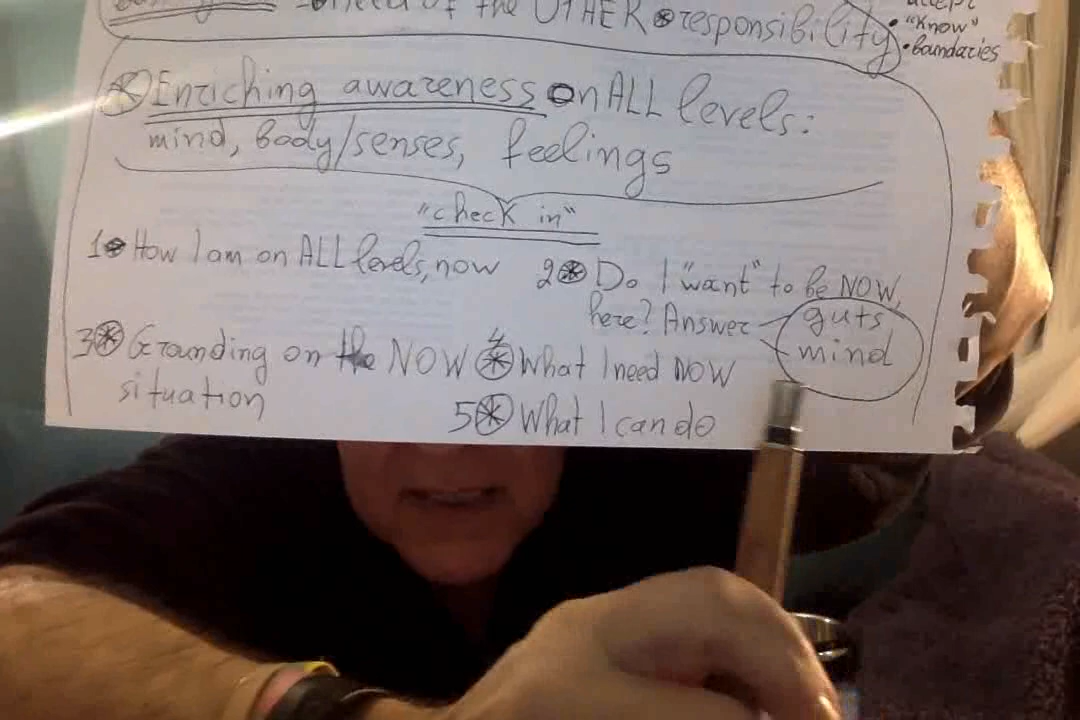 of the OTHER ⊛ responsibility
• "Know"
• boundaries
⊛ Enriching awareness on ALL levels:
mind, body/senses, feelings
"check in"
1• How I am on ALL levels, now
2⊛ Do I "want" to be NOW,
here? Answer guts
mind
3⊛ Grounding on the NOW
situation
4⊛ What I need NOW
5⊛ What I can do